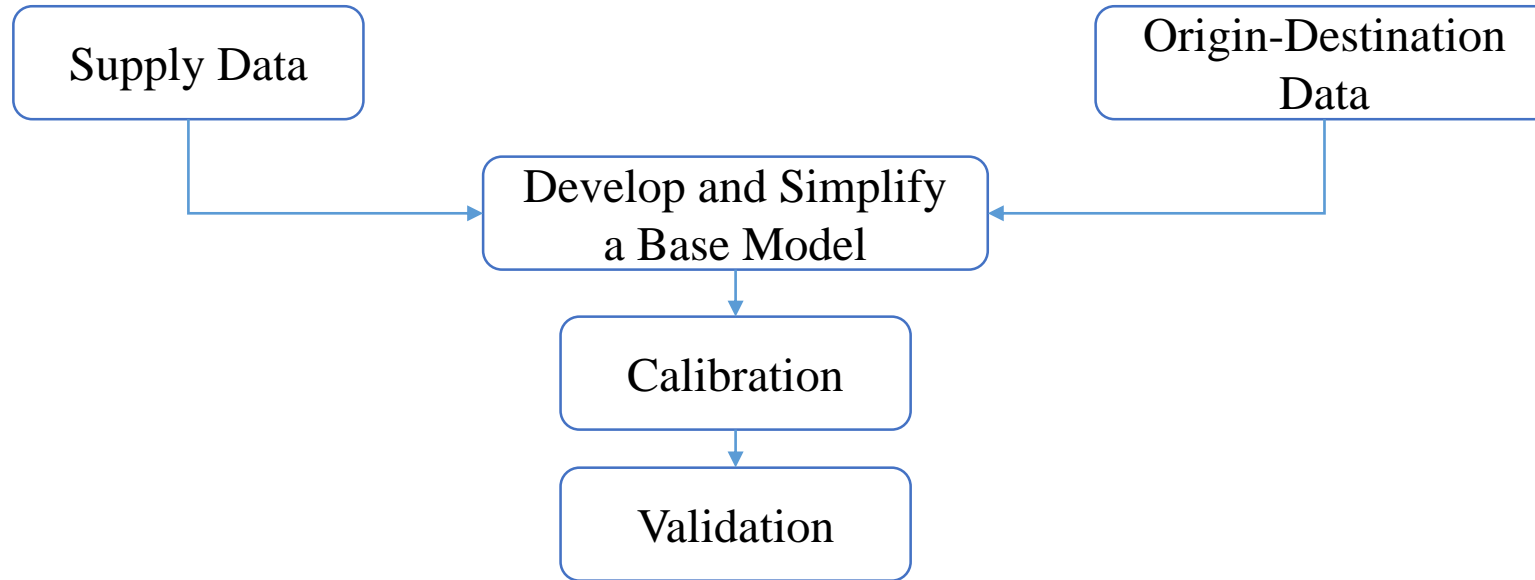 Supply Data
Origin-Destination
Data
Develop and Simplify
a Base Model
Calibration
Validation